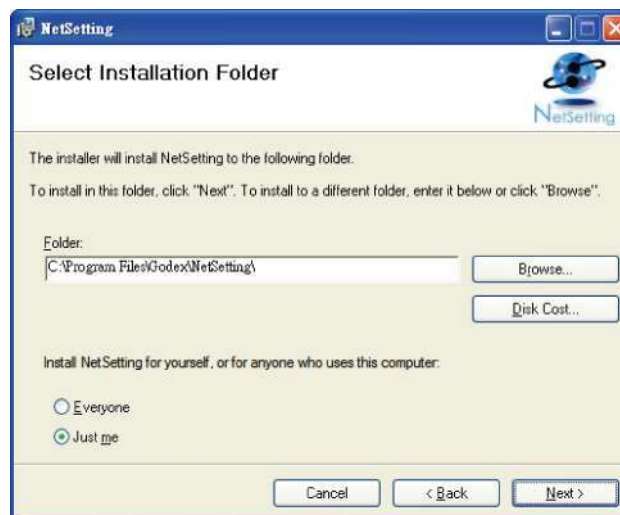 NetSetting
Select Installation Folder
NetSetting
The installer will install NetSetting to the following folder.
To install in this folder, click "Next". To install to a different folder, enter it below or click "Browse".
Folder:
C:\Program Files\Godex\NetSetting\
Browse...
Disk Cost...
Install NetSetting for yourself, or for anyone who uses this computer:
Everyone
Just me
Cancel
< Back
Next >